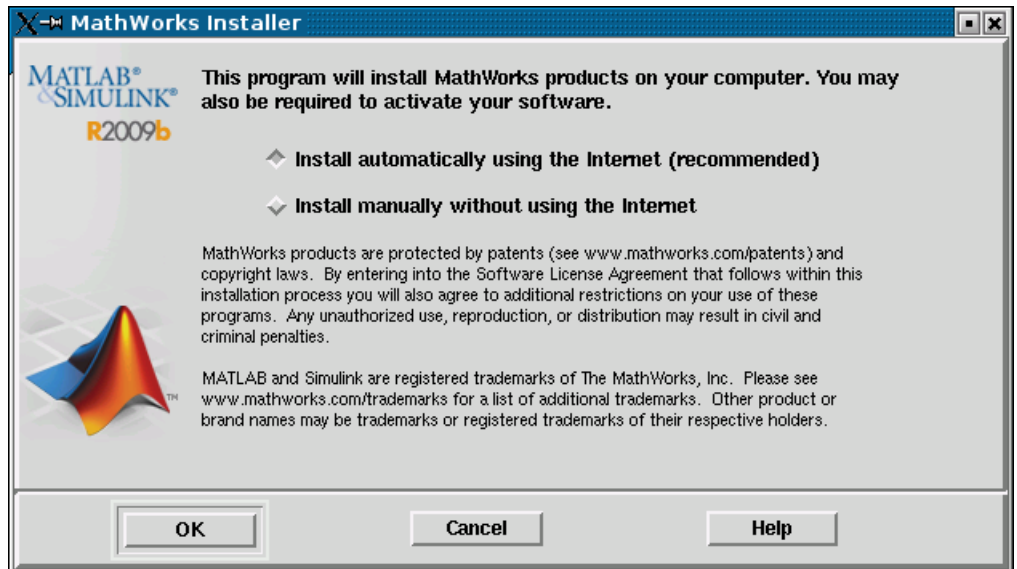 MathWorks Installer
MATLAB®
&SIMULINK®
R2009b
This program will install MathWorks products on your computer. You may
also be required to activate your software.
Install automatically using the Internet (recommended)
Install manually without using the Internet
MathWorks products are protected by patents (see www.mathworks.com/patents) and
copyright laws. By entering into the Software License Agreement that follows within this
installation process you will also agree to additional restrictions on your use of these
programs. Any unauthorized use, reproduction, or distribution may result in civil and
criminal penalties.
MATLAB and Simulink are registered trademarks of The MathWorks, Inc. Please see
www.mathworks.com/trademarks for a list of additional trademarks. Other product or
brand names may be trademarks or registered trademarks of their respective holders.
TM
OK
Cancel
Help